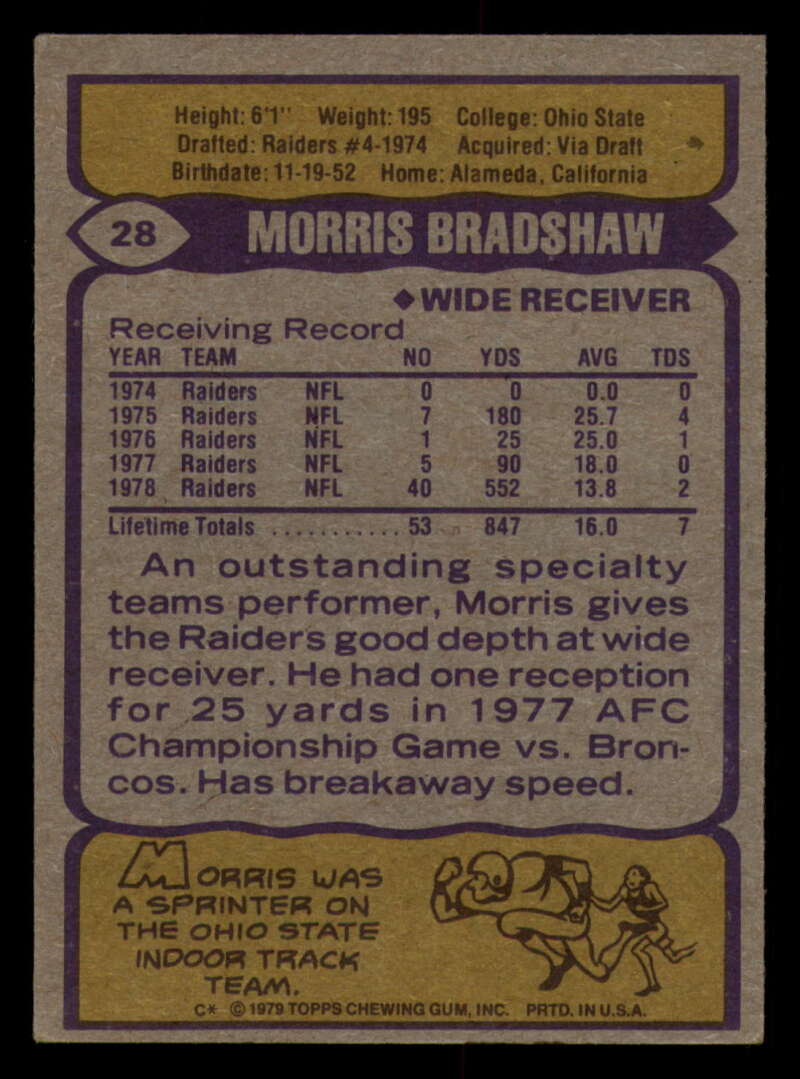 Height: 6'1" Weight: 195 College: Ohio State
Drafted: Raiders #4-1974 Acquired: Via Draft
Birthdate: 11-19-52 Home: Alameda, California
28 MORRIS BRADSHAW
◆WIDE RECEIVER
Receiving Record
YEAR TEAM NO YDS AVG TDS
1974 Raiders NFL 0 0 0.0 0
1975 Raiders NFL 7 180 25.7 4
1976 Raiders NFL 1 25 25.0 1
1977 Raiders NFL 5 90 18.0 0
1978 Raiders NFL 40 552 13.8 2
Lifetime Totals ........... 53 847 16.0 7
An outstanding specialty
teams performer, Morris gives
the Raiders good depth at wide
receiver. He had one reception
for 25 yards in 1977 AFC
Championship Game vs. Bron-
cos. Has breakaway speed.
MORRIS WAS
A SPRINTER ON
THE OHIO STATE
INDOOR TRACK
TEAM.
C* © 1979 TOPPS CHEWING GUM, INC. PRTD. IN U.S.A.